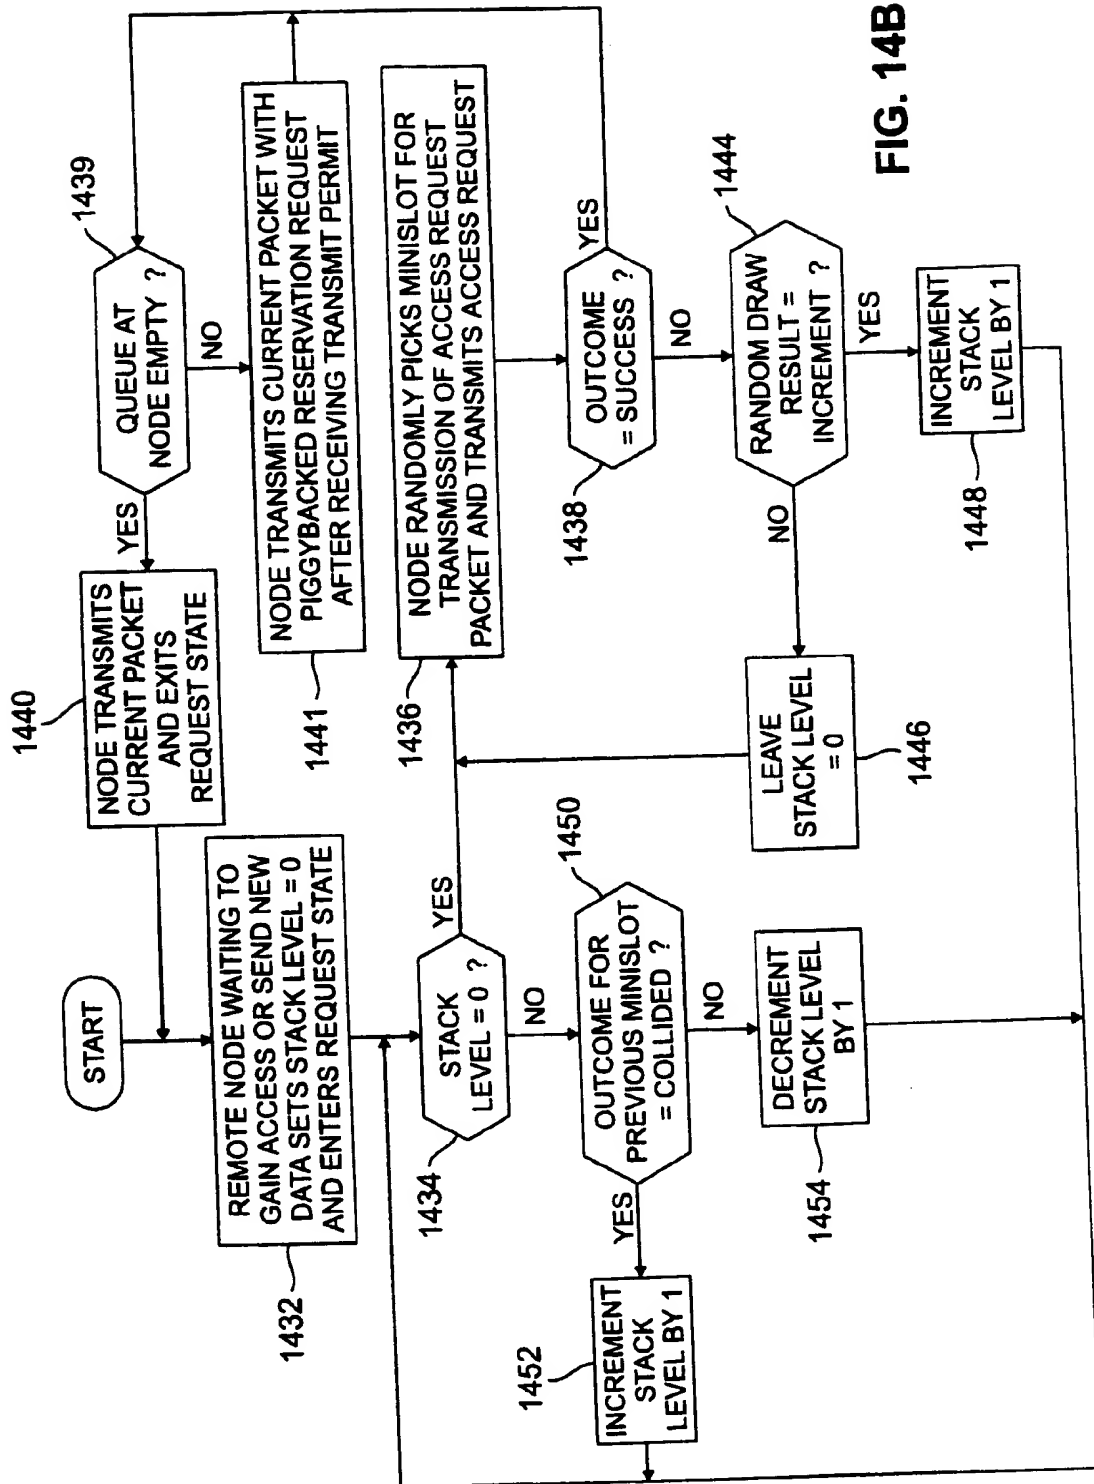 START
REMOTE NODE WAITING TO
GAIN ACCESS OR SEND NEW
DATA SETS STACK LEVEL = 0
AND ENTERS REQUEST STATE
1432
1440
NODE TRANSMITS
CURRENT PACKET
AND EXITS
REQUEST STATE
YES
1439
QUEUE AT
NODE EMPTY ?
NO
NODE TRANSMITS CURRENT PACKET WITH
PIGGYBACKED RESERVATION REQUEST
AFTER RECEIVING TRANSMIT PERMIT
1441
STACK
LEVEL = 0 ?
1434
YES
NO
1436
NODE RANDOMLY PICKS MINISLOT FOR
TRANSMISSION OF ACCESS REQUEST
PACKET AND TRANSMITS ACCESS REQUEST
OUTCOME
= SUCCESS ?
1438
YES
NO
1444
RANDOM DRAW
RESULT =
INCREMENT ?
NO
YES
LEAVE
STACK LEVEL
= 0
1446
INCREMENT
STACK
LEVEL BY 1
1448
1450
OUTCOME FOR
PREVIOUS MINISLOT
= COLLIDED ?
YES
NO
1452
INCREMENT
STACK
LEVEL BY 1
DECREMENT
STACK LEVEL
BY 1
1454
FIG. 14B